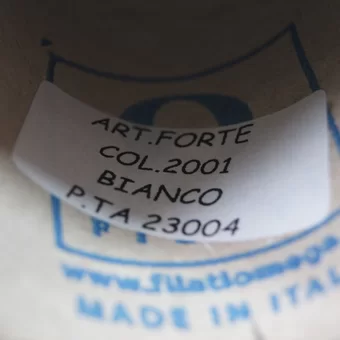 ART.FORTE
COL.2001
BIANCO
P.TA 23004
www.filatiomega
MADE IN ITAL